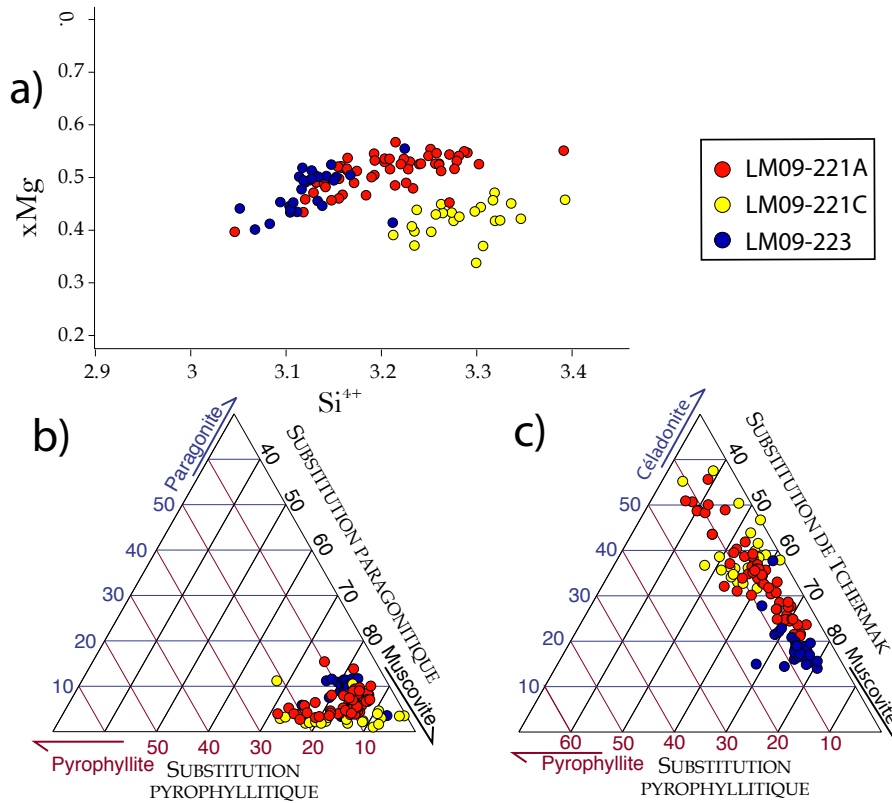 a)
xMg
0.
0.7
0.6
0.5
0.4
0.3
0.2
2.9
3
3.1
3.2
3.3
3.4
Si⁴⁺
LM09-221A
LM09-221C
LM09-223
b)
Paragonite
SUBSTITUTION PARAGONITIQUE
40
50
60
70
80
Muscovite
50
40
30
20
10
50
40
30
20
10
Pyrophyllite
SUBSTITUTION
PYROPHYLLITIQUE
c)
Céladonite
SUBSTITUTION DE TCHERMAK
40
50
60
70
80
Muscovite
50
40
30
20
10
60
50
40
30
20
10
Pyrophyllite
SUBSTITUTION
PYROPHYLLITIQUE